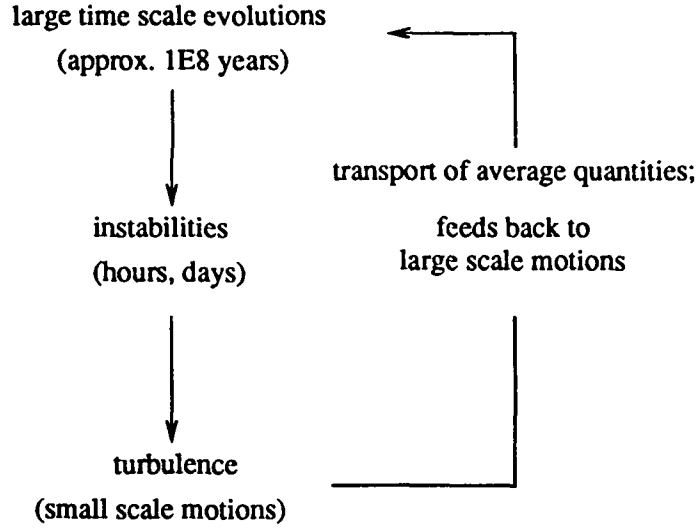 large time scale evolutions
(approx. 1E8 years)
transport of average quantities;
instabilities
feeds back to
(hours, days)
large scale motions
turbulence
(small scale motions)